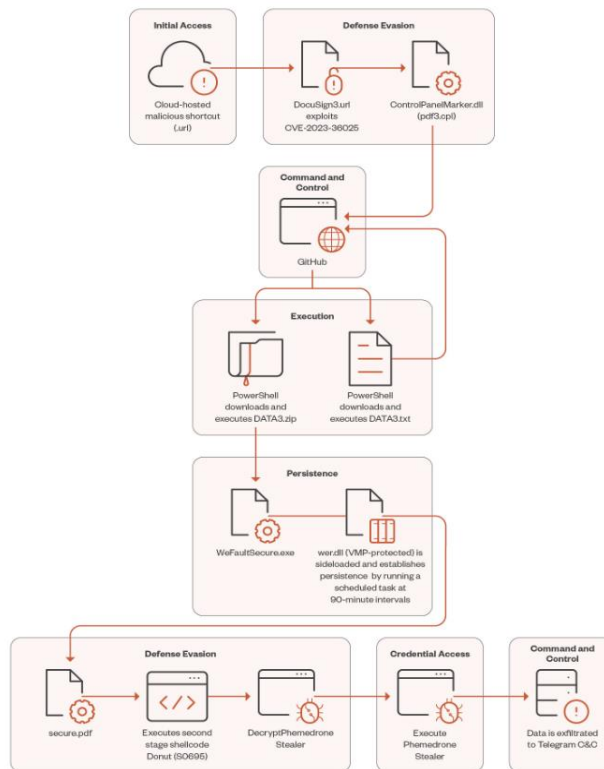 Initial Access
Defense Evasion
Cloud-hosted
malicious shortcut
(.url)
DocuSign3.url
exploits
CVE-2023-36025
ControlPanelMarker.dll
(pdf3.cpl)
Command and
Control
GitHub
Execution
PowerShell
downloads and
executes DATA3.zip
PowerShell
downloads and
executes DATA3.txt
Persistence
WeFaultSecure.exe
wer.dll (VMP-protected) is
sideloaded and establishes
persistence by running a
scheduled task at
90-minute intervals
Defense Evasion
Credential Access
Command and
Control
secure.pdf
</>
Executes second
stage shellcode
Donut (S0695)
DecryptPhemedrone
Stealer
Execute
Phemedrone
Stealer
Data is exfiltrated
to Telegram C&C